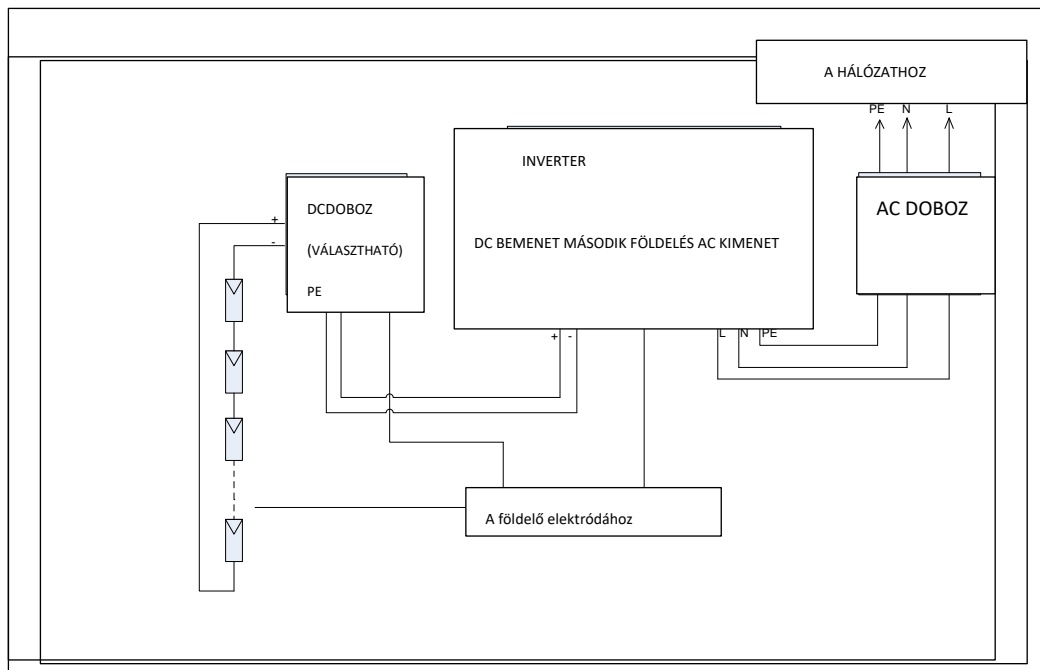 A HÁLÓZATHOZ
PE N L
INVERTER
DCDOBOZ
(VÁLASZTHATÓ)
PE
+
-
DC BEMENET MÁSODIK FÖLDELÉS AC KIMENET
AC DOBOZ
+ -
L N PE
A földelő elektródához